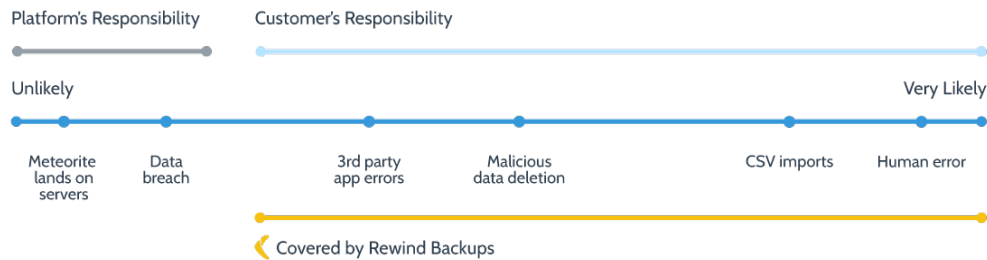 Platform's Responsibility
Customer's Responsibility
Unlikely
Very Likely
Meteorite
lands on
servers
Data
breach
3rd party
app errors
Malicious
data deletion
CSV imports
Human error
Covered by Rewind Backups